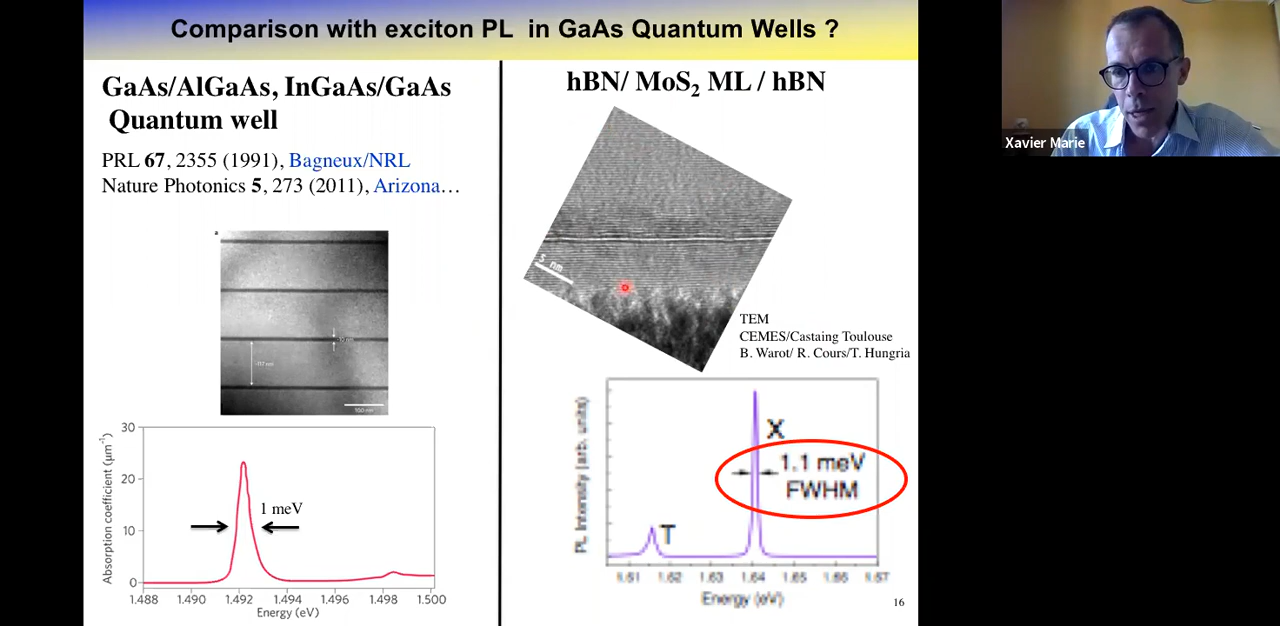 Comparison with exciton PL in GaAs Quantum Wells ?
GaAs/AlGaAs, InGaAs/GaAs
Quantum well
PRL 67, 2355 (1991), Bagneux/NRL
Nature Photonics 5, 273 (2011), Arizona…
a
100 nm
30
20
10
0
Absorption coefficient (µm⁻¹)
1 meV
1.488 1.490 1.492 1.494 1.496 1.498 1.500
Energy (eV)
hBN/ MoS₂ ML / hBN
5 nm
TEM
CEMES/Castaing Toulouse
B. Warot/ R. Cours/T. Hungria
PL Intensity (arb. units)
X
1.1 meV
FWHM
T
1.61 1.62 1.63 1.64 1.65 1.66 1.67
Energy (eV)
16
Xavier Marie